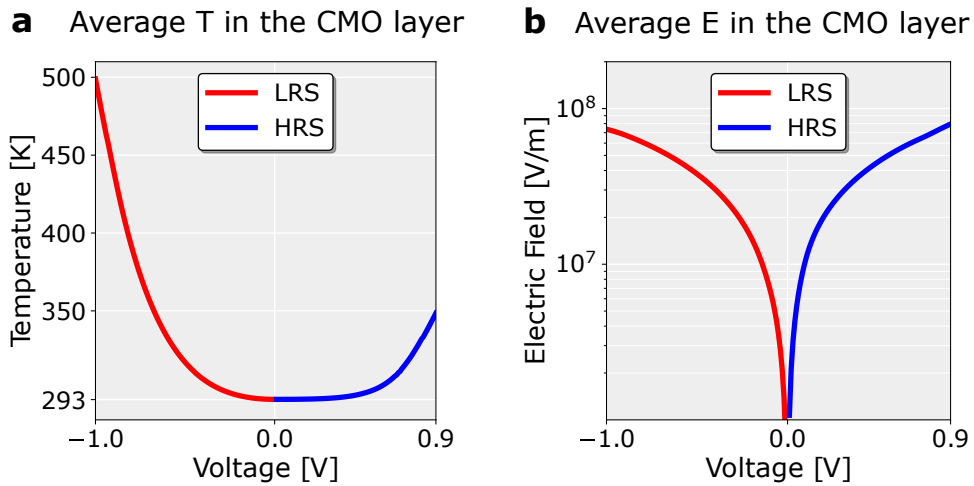 a Average T in the CMO layer
LRS
HRS
Temperature [K]
500
450
400
350
293
−1.0 0.0 0.9
Voltage [V]
b Average E in the CMO layer
LRS
HRS
Electric Field [V/m]
10⁸
10⁷
−1.0 0.0 0.9
Voltage [V]